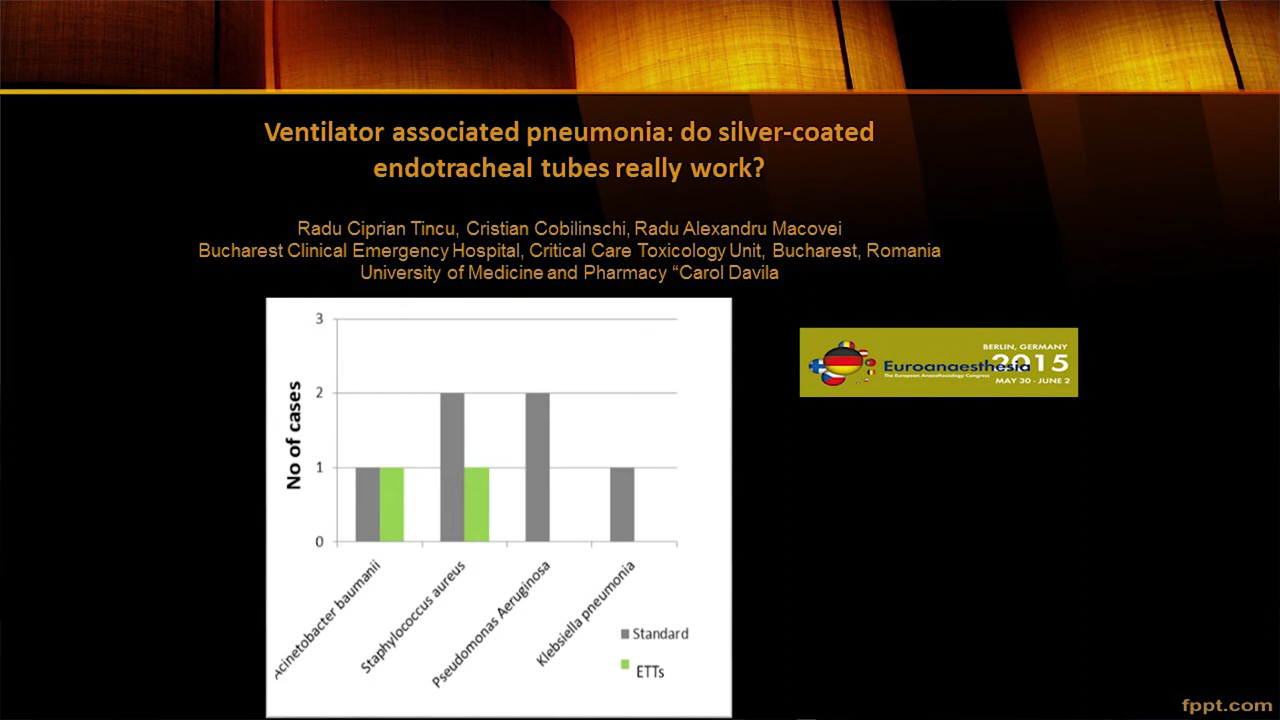 Ventilator associated pneumonia: do silver-coated
endotracheal tubes really work?
Radu Ciprian Tincu, Cristian Cobilinschi, Radu Alexandru Macovei
Bucharest Clinical Emergency Hospital, Critical Care Toxicology Unit, Bucharest, Romania
University of Medicine and Pharmacy “Carol Davila
3
2
1
0
No of cases
Acinetobacter baumanii
Staphylococcus aureus
Pseudomonas Aeruginosa
Klebsiella pneumonia
Standard
ETTs
BERLIN, GERMANY
Euroanaesthesia
2015
The European Anaesthesiology Congress
MAY 30 - JUNE 2
fppt.com